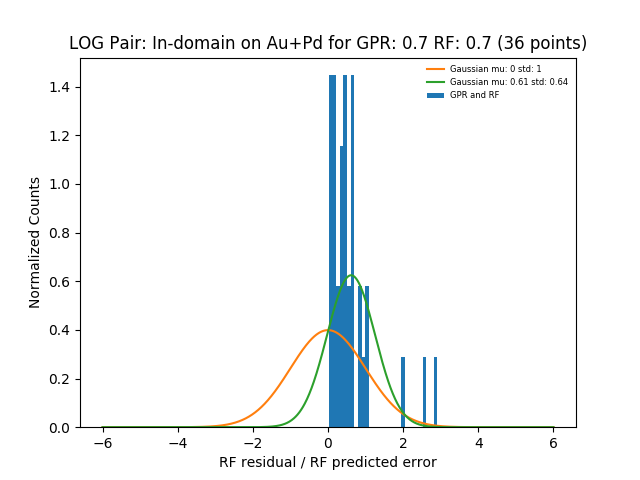 LOG Pair: In-domain on Au+Pd for GPR: 0.7 RF: 0.7 (36 points)
Gaussian mu: 0 std: 1
Gaussian mu: 0.61 std: 0.64
GPR and RF
Normalized Counts
1.4
1.2
1.0
0.8
0.6
0.4
0.2
0.0
−6 −4 −2 0 2 4 6
RF residual / RF predicted error